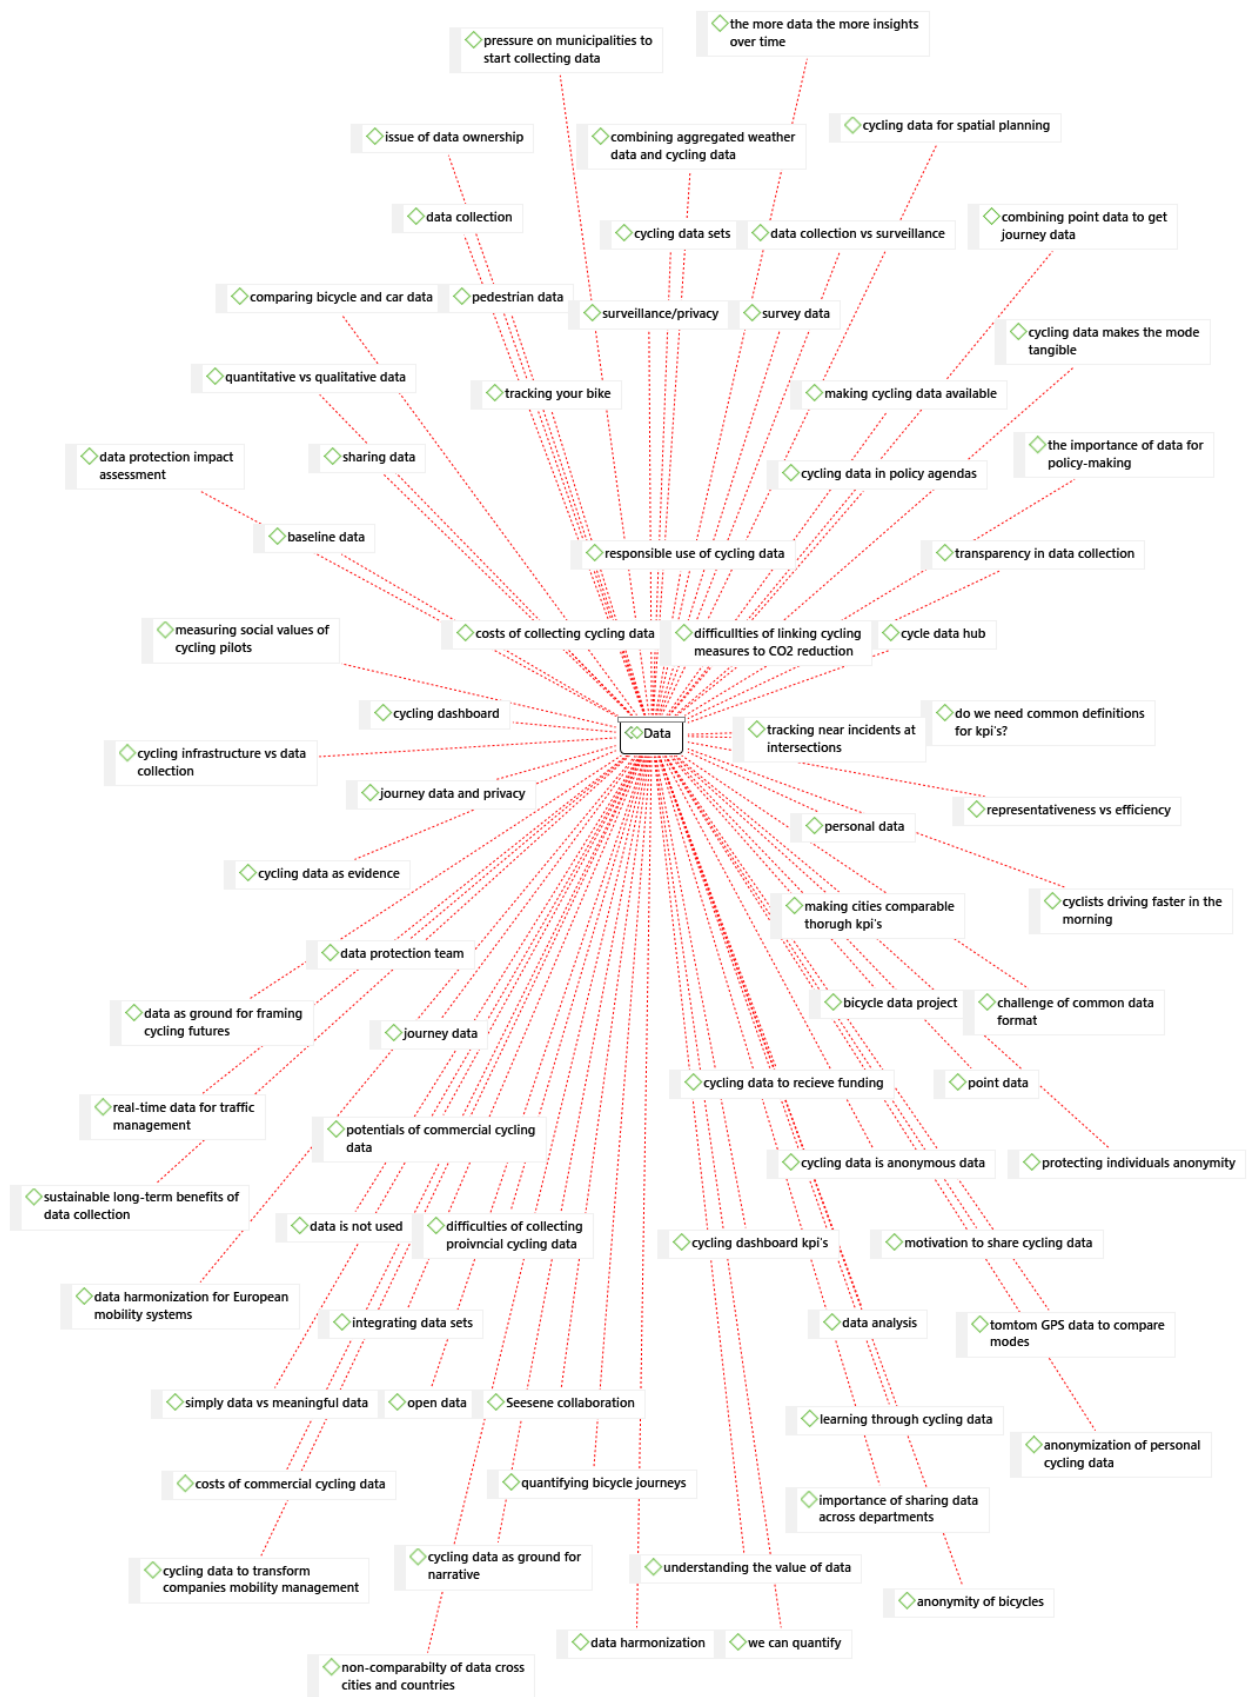 the more data the more insights
over time
pressure on municipalities to
start collecting data
cycling data for spatial planning
issue of data ownership
combining aggregated weather
data and cycling data
data collection
combining point data to get
journey data
cycling data sets
data collection vs surveillance
comparing bicycle and car data
pedestrian data
surveillance/privacy
survey data
cycling data makes the mode
tangible
quantitative vs qualitative data
tracking your bike
making cycling data available
data protection impact
assessment
sharing data
the importance of data for
policy-making
cycling data in policy agendas
baseline data
responsible use of cycling data
transparency in data collection
measuring social values of
cycling pilots
costs of collecting cycling data
difficullties of linking cycling
measures to CO2 reduction
cycle data hub
cycling dashboard
Data
tracking near incidents at
intersections
do we need common definitions
for kpi's?
cycling infrastructure vs data
collection
journey data and privacy
representativeness vs efficiency
personal data
cycling data as evidence
making cities comparable
thorugh kpi's
cyclists driving faster in the
morning
data protection team
data as ground for framing
cycling futures
journey data
bicycle data project
challenge of common data
format
cycling data to recieve funding
point data
real-time data for traffic
management
potentials of commercial cycling
data
cycling data is anonymous data
protecting individuals anonymity
sustainable long-term benefits of
data collection
data is not used
difficulties of collecting
proivncial cycling data
cycling dashboard kpi's
motivation to share cycling data
data harmonization for European
mobility systems
integrating data sets
data analysis
tomtom GPS data to compare
modes
simply data vs meaningful data
open data
Seesene collaboration
learning through cycling data
anonymization of personal
cycling data
costs of commercial cycling data
quantifying bicycle journeys
importance of sharing data
across departments
cycling data to transform
companies mobility management
cycling data as ground for
narrative
understanding the value of data
anonymity of bicycles
data harmonization
we can quantify
non-comparabilty of data cross
cities and countries